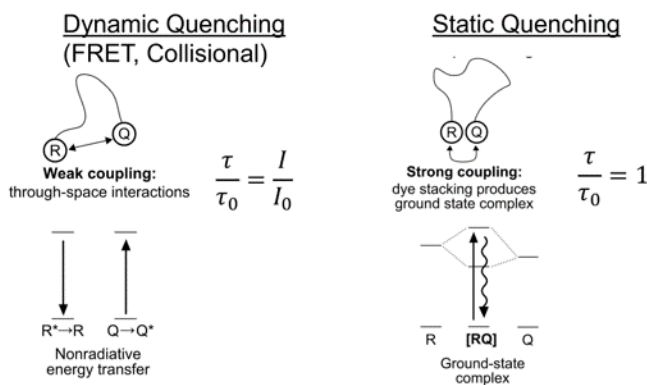 Dynamic Quenching
(FRET, Collisional)
R
Q
Weak coupling:
through-space interactions
τ/τ₀ = I/I₀
R*→R Q→Q*
Nonradiative
energy transfer
Static Quenching
R Q
Strong coupling:
dye stacking produces
ground state complex
τ/τ₀ = 1
R [RQ] Q
Ground-state
complex